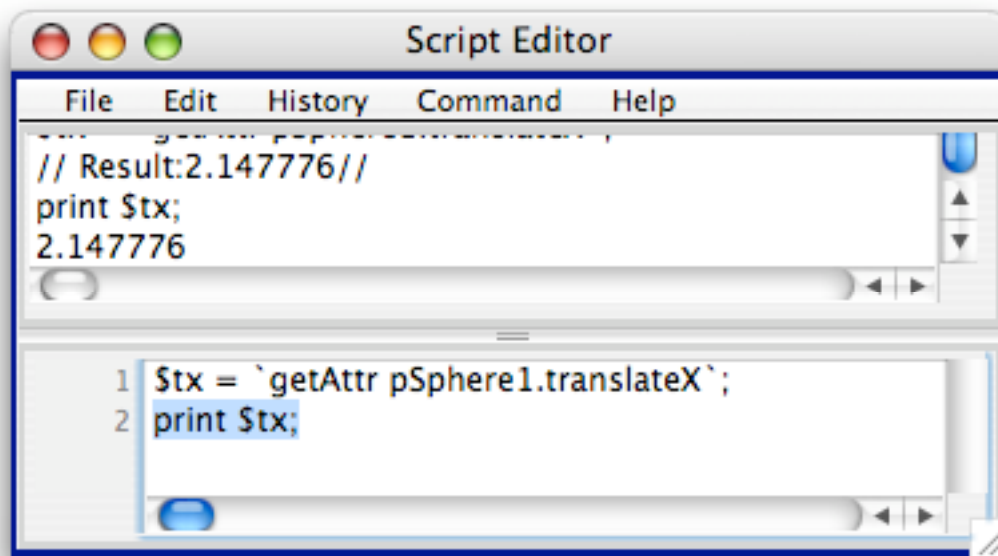 Script Editor
File Edit History Command Help
// Result:2.147776//
print $tx;
2.147776
1 $tx = `getAttr pSphere1.translateX`;
2 print $tx;